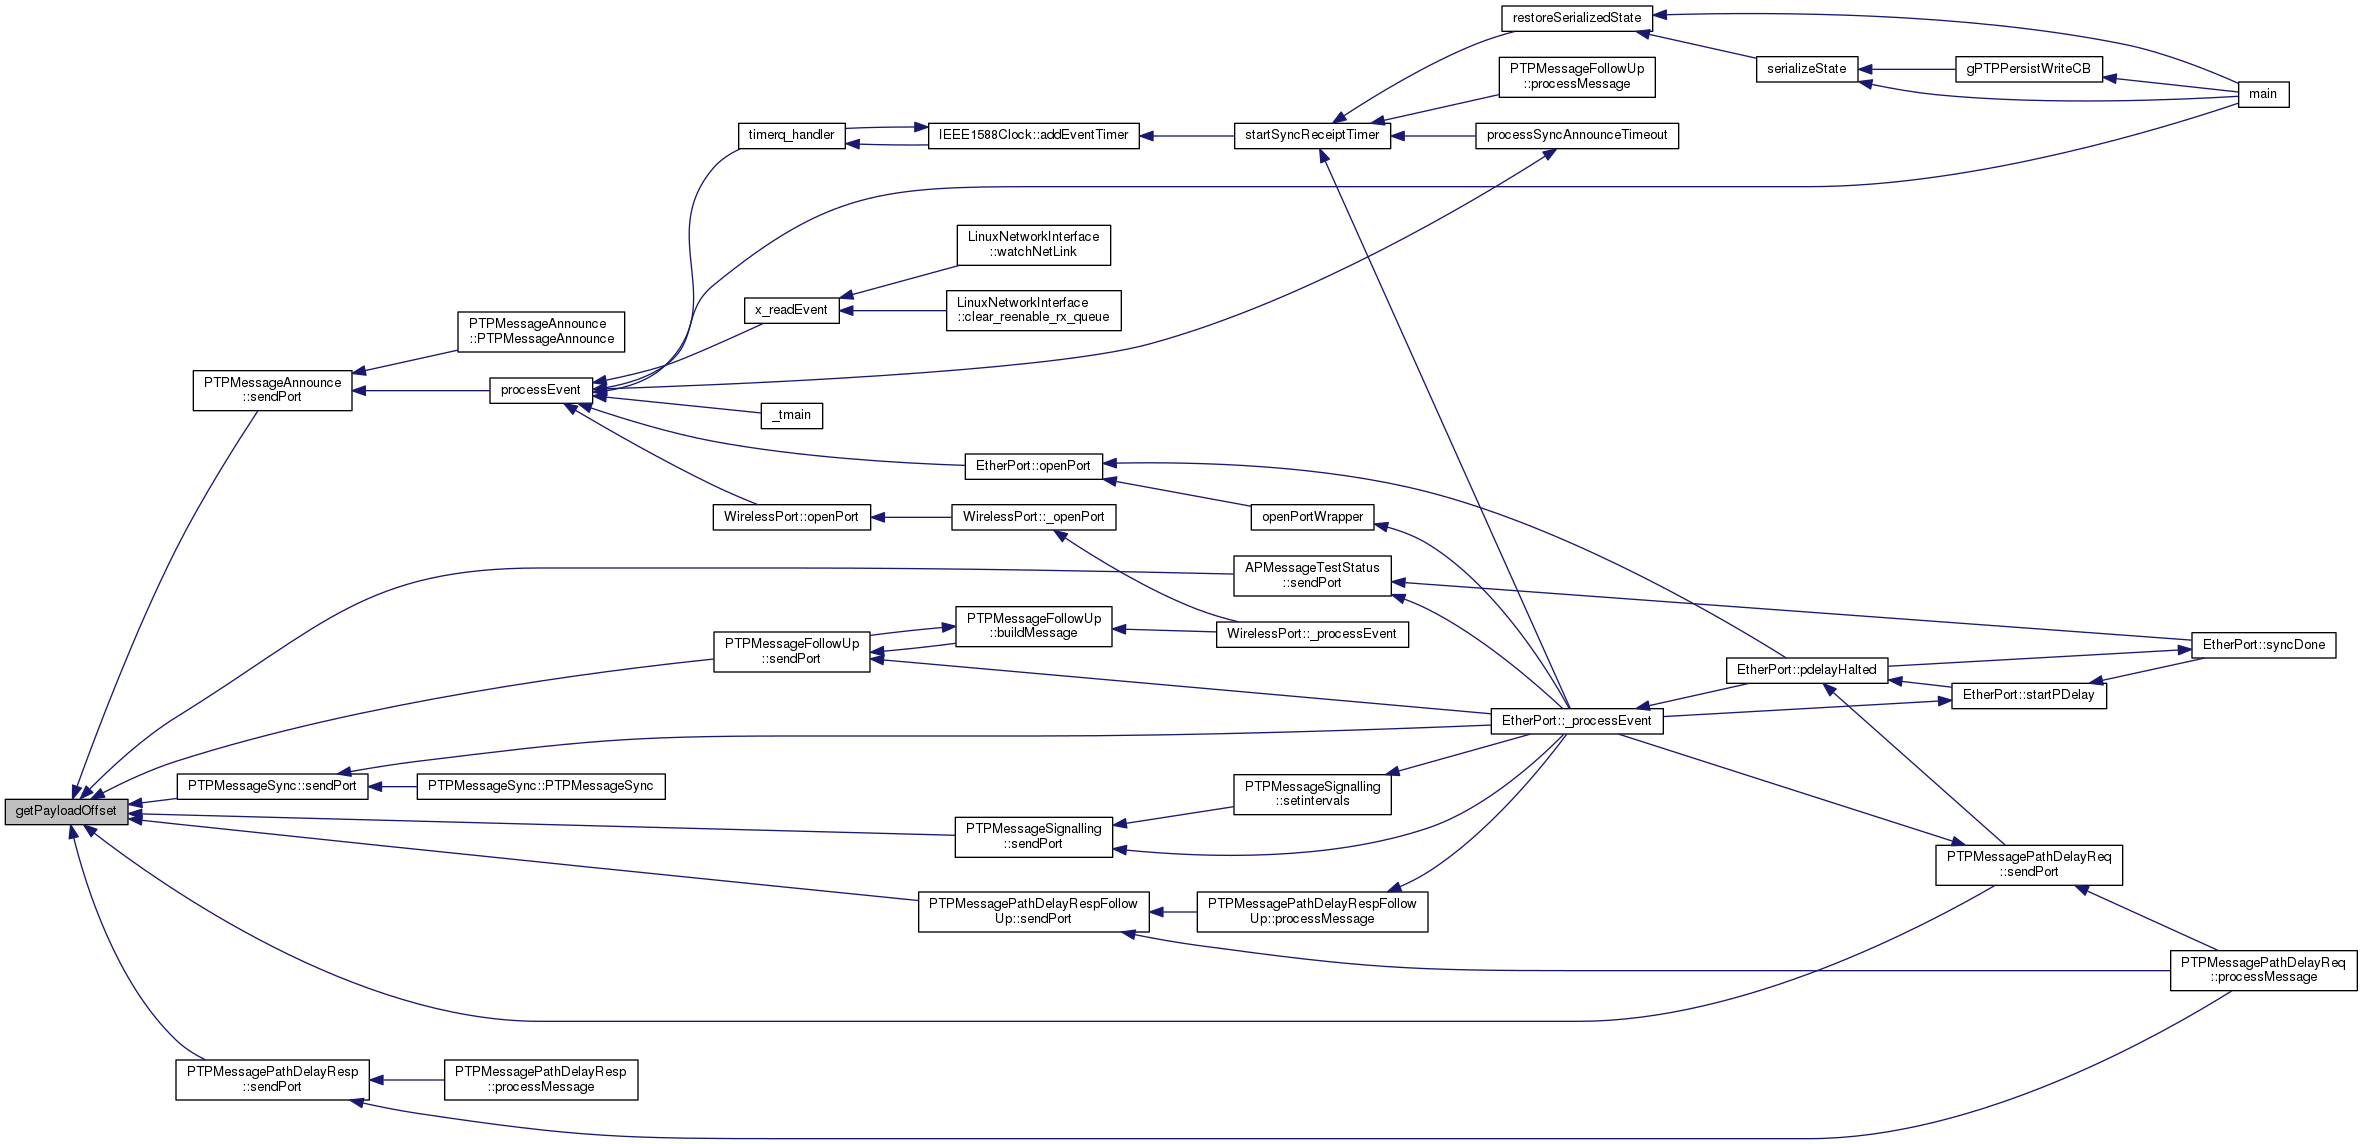 restoreSerializedState
PTPMessageFollowUp
::processMessage
serializeState
gPTPPersistWriteCB
main
timerq_handler
IEEE1588Clock::addEventTimer
startSyncReceiptTimer
processSyncAnnounceTimeout
LinuxNetworkInterface
::watchNetLink
x_readEvent
LinuxNetworkInterface
::clear_reenable_rx_queue
PTPMessageAnnounce
::PTPMessageAnnounce
PTPMessageAnnounce
::sendPort
processEvent
_tmain
EtherPort::openPort
WirelessPort::openPort
WirelessPort::_openPort
openPortWrapper
APMessageTestStatus
::sendPort
PTPMessageFollowUp
::sendPort
PTPMessageFollowUp
::buildMessage
WirelessPort::_processEvent
EtherPort::syncDone
EtherPort::pdelayHalted
EtherPort::startPDelay
EtherPort::_processEvent
PTPMessageSync::sendPort
PTPMessageSync::PTPMessageSync
getPayloadOffset
PTPMessageSignalling
::setintervals
PTPMessageSignalling
::sendPort
PTPMessagePathDelayReq
::sendPort
PTPMessagePathDelayRespFollow
Up::sendPort
PTPMessagePathDelayRespFollow
Up::processMessage
PTPMessagePathDelayReq
::processMessage
PTPMessagePathDelayResp
::sendPort
PTPMessagePathDelayResp
::processMessage